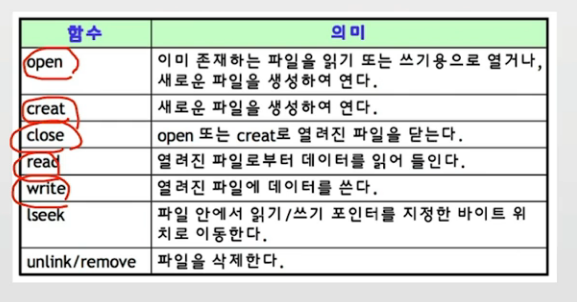 함수 의미
open 이미 존재하는 파일을 읽기 또는 쓰기용으로 열거나,
새로운 파일을 생성하여 연다.
creat 새로운 파일을 생성하여 연다.
close open 또는 creat로 열려진 파일을 닫는다.
read 열려진 파일로부터 데이터를 읽어 들인다.
write 열려진 파일에 데이터를 쓴다.
lseek 파일 안에서 읽기/쓰기 포인터를 지정한 바이트 위
치로 이동한다.
unlink/remove 파일을 삭제한다.